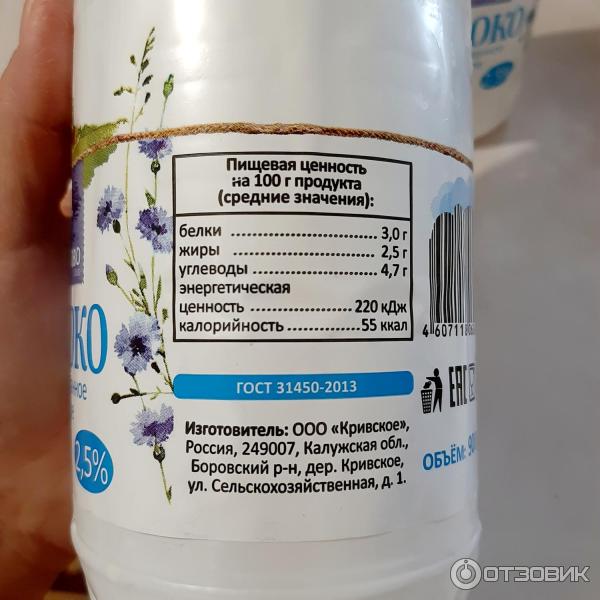 Пищевая ценность
на 100 г продукта
(средние значения):
белки ........................ 3,0 г
жиры ........................ 2,5 г
углеводы .................. 4,7 г
энергетическая
ценность ................ 220 кДж
калорийность ........... 55 ккал
ГОСТ 31450-2013
Изготовитель: ООО «Кривское»,
Россия, 249007, Калужская обл.,
Боровский р-н, дер. Кривское,
ул. Сельскохозяйственная, д. 1.
2,5%
EAC
ОБЪЁМ:
ОТЗОВИК